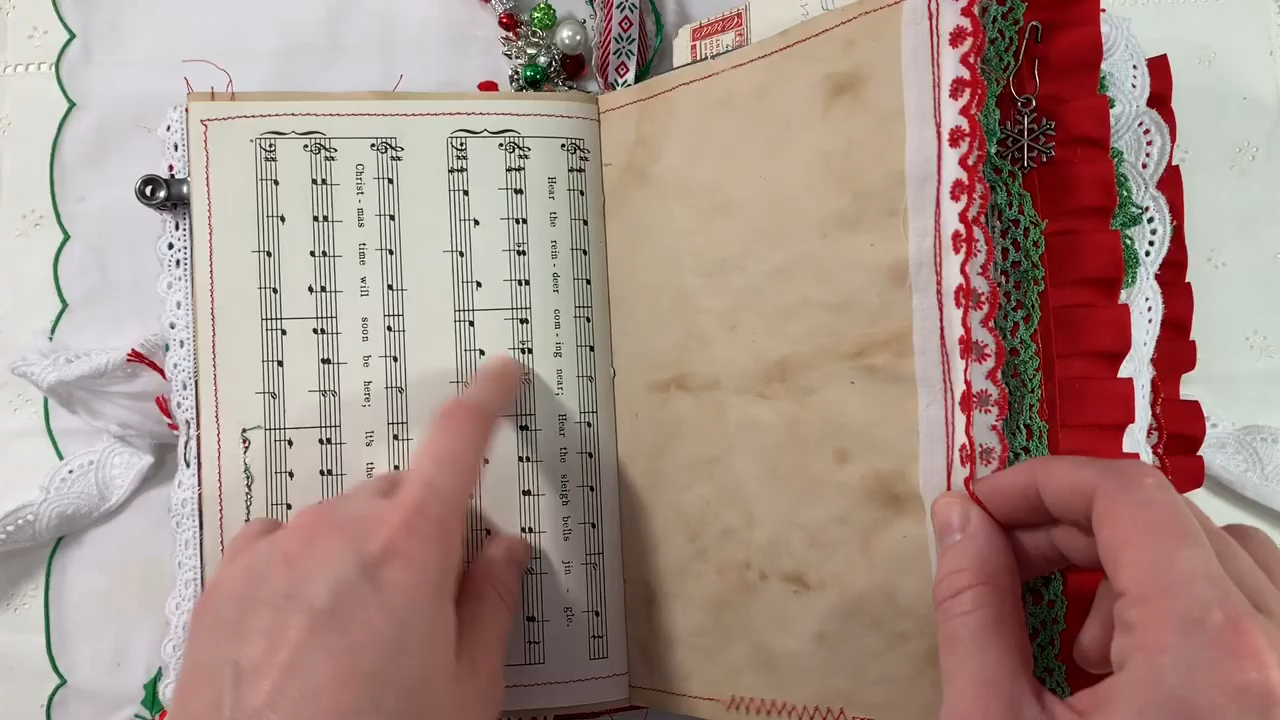 Hear the rein - deer com - ing near; Hear the sleigh bells jin - gle.
Christ - mas time will soon be here; It's the